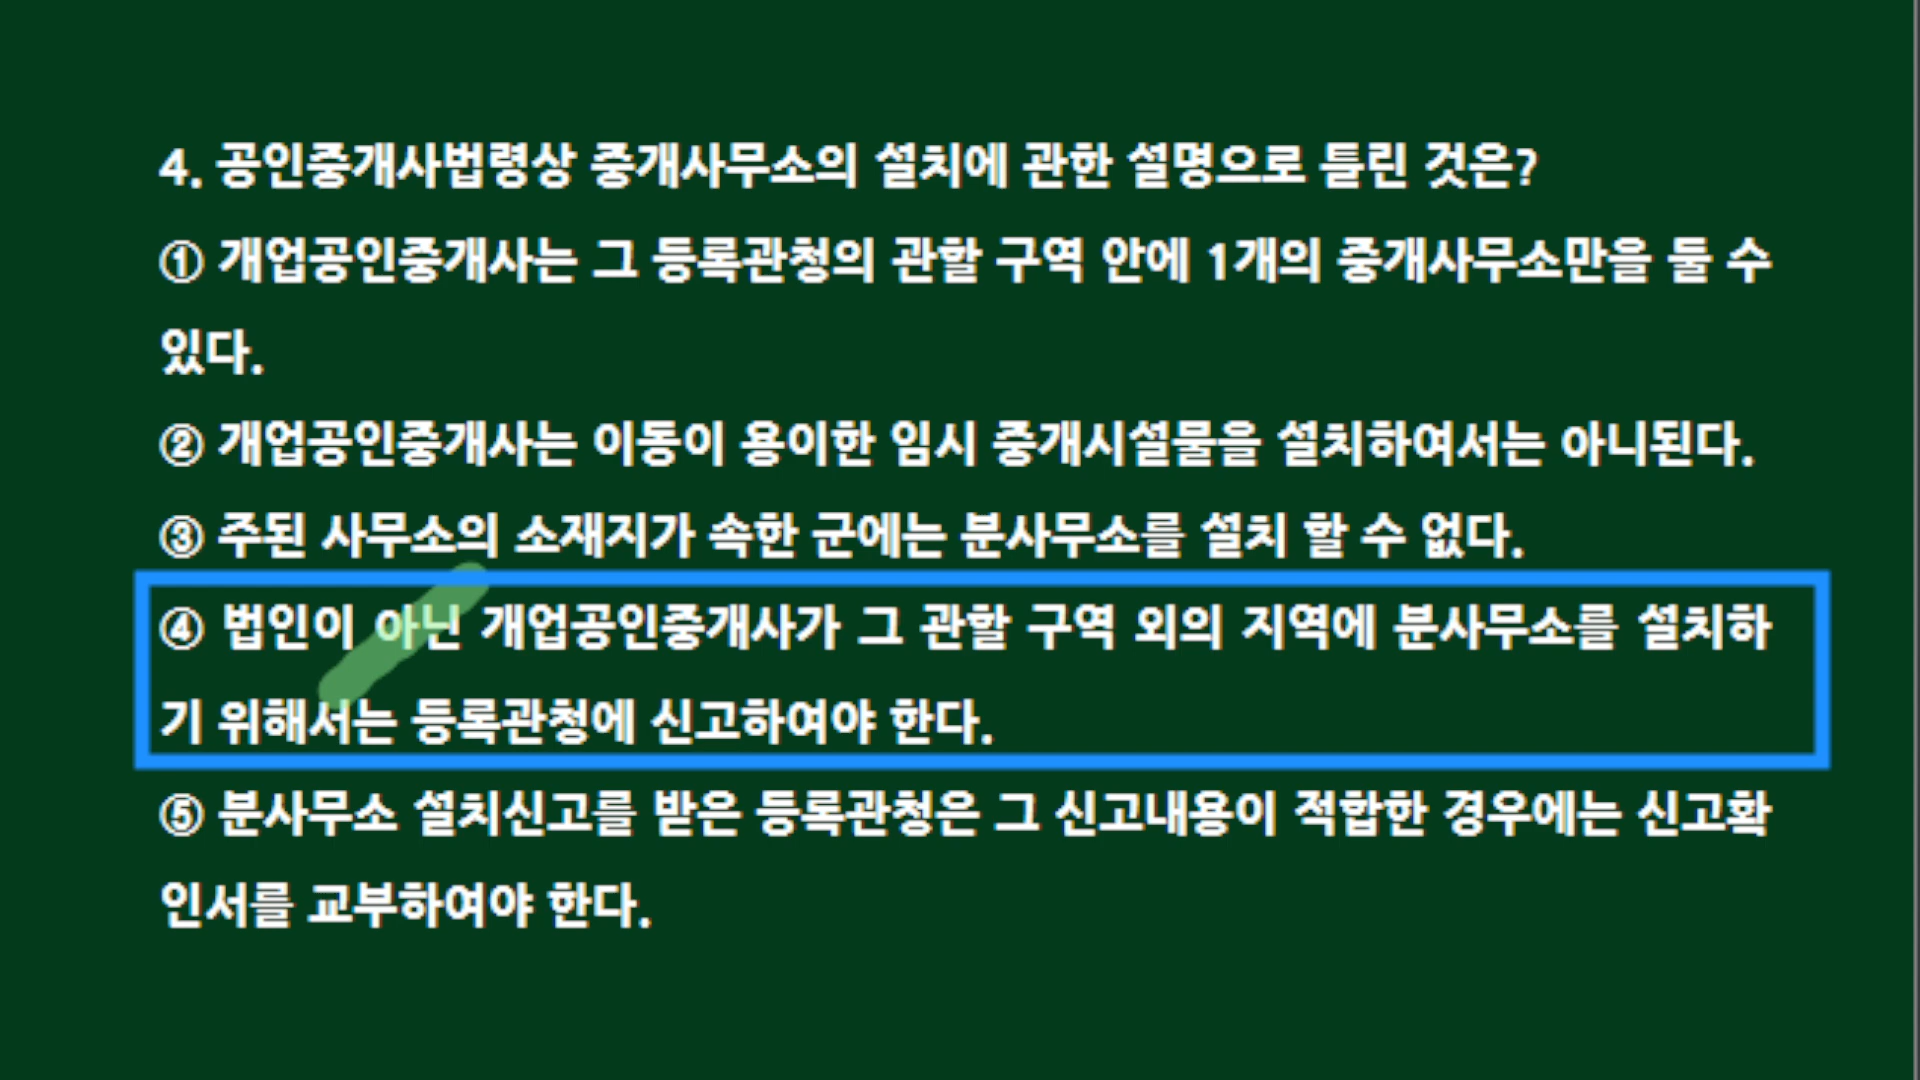 4. 공인중개사법령상 중개사무소의 설치에 관한 설명으로 틀린 것은?
① 개업공인중개사는 그 등록관청의 관할 구역 안에 1개의 중개사무소만을 둘 수
있다.
② 개업공인중개사는 이동이 용이한 임시 중개시설물을 설치하여서는 아니된다.
③ 주된 사무소의 소재지가 속한 군에는 분사무소를 설치 할 수 없다.
④ 법인이 아닌 개업공인중개사가 그 관할 구역 외의 지역에 분사무소를 설치하
기 위해서는 등록관청에 신고하여야 한다.
⑤ 분사무소 설치신고를 받은 등록관청은 그 신고내용이 적합한 경우에는 신고확
인서를 교부하여야 한다.